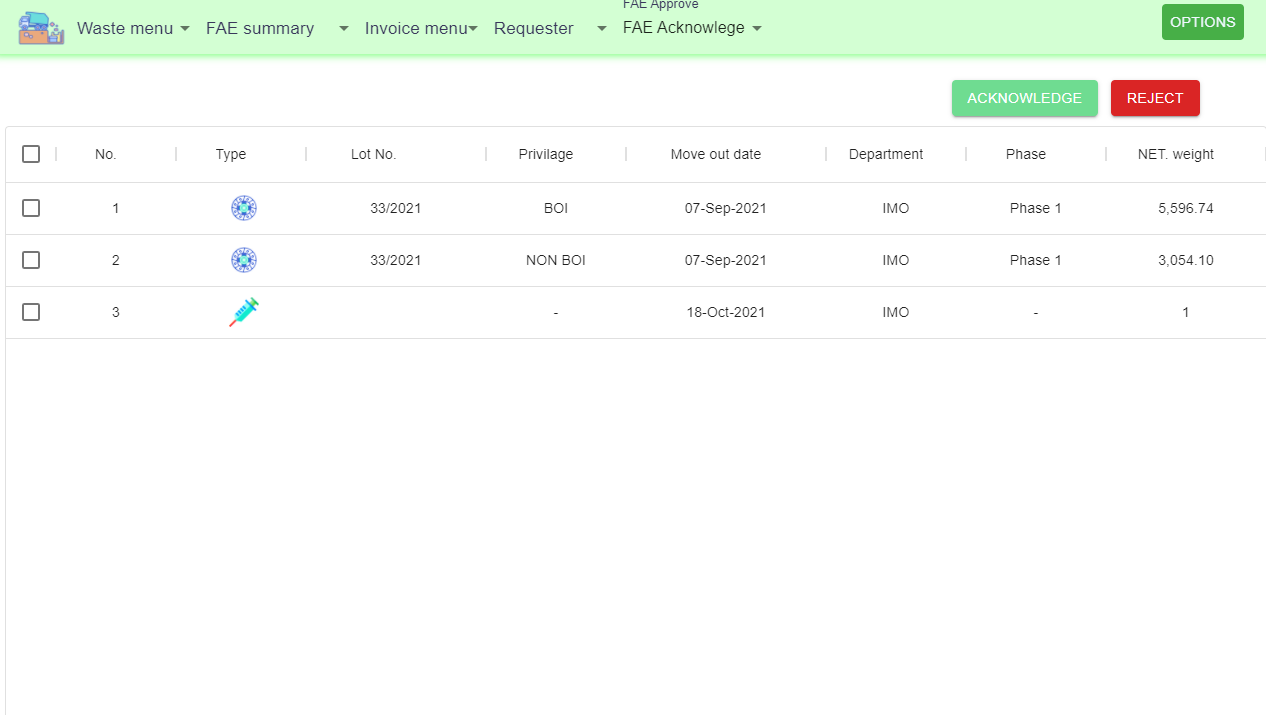 FAE Approve
Waste menu FAE summary Invoice menu Requester FAE Acknowlege OPTIONS
ACKNOWLEDGE REJECT
No. Type Lot No. Privilage Move out date Department Phase NET. weight
1 33/2021 BOI 07-Sep-2021 IMO Phase 1 5,596.74
2 33/2021 NON BOI 07-Sep-2021 IMO Phase 1 3,054.10
3 - 18-Oct-2021 IMO - 1